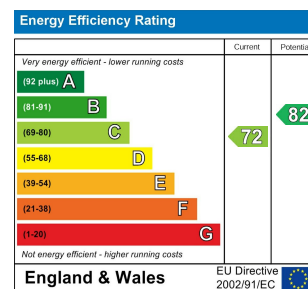 Energy Efficiency Rating
Current
Potentia
Very energy efficient - lower running costs
(92 plus) A
(81-91) B
(69-80) C
(55-68) D
(39-54) E
(21-38) F
(1-20) G
72
82
Not energy efficient - higher running costs
England & Wales
EU Directive
2002/91/EC